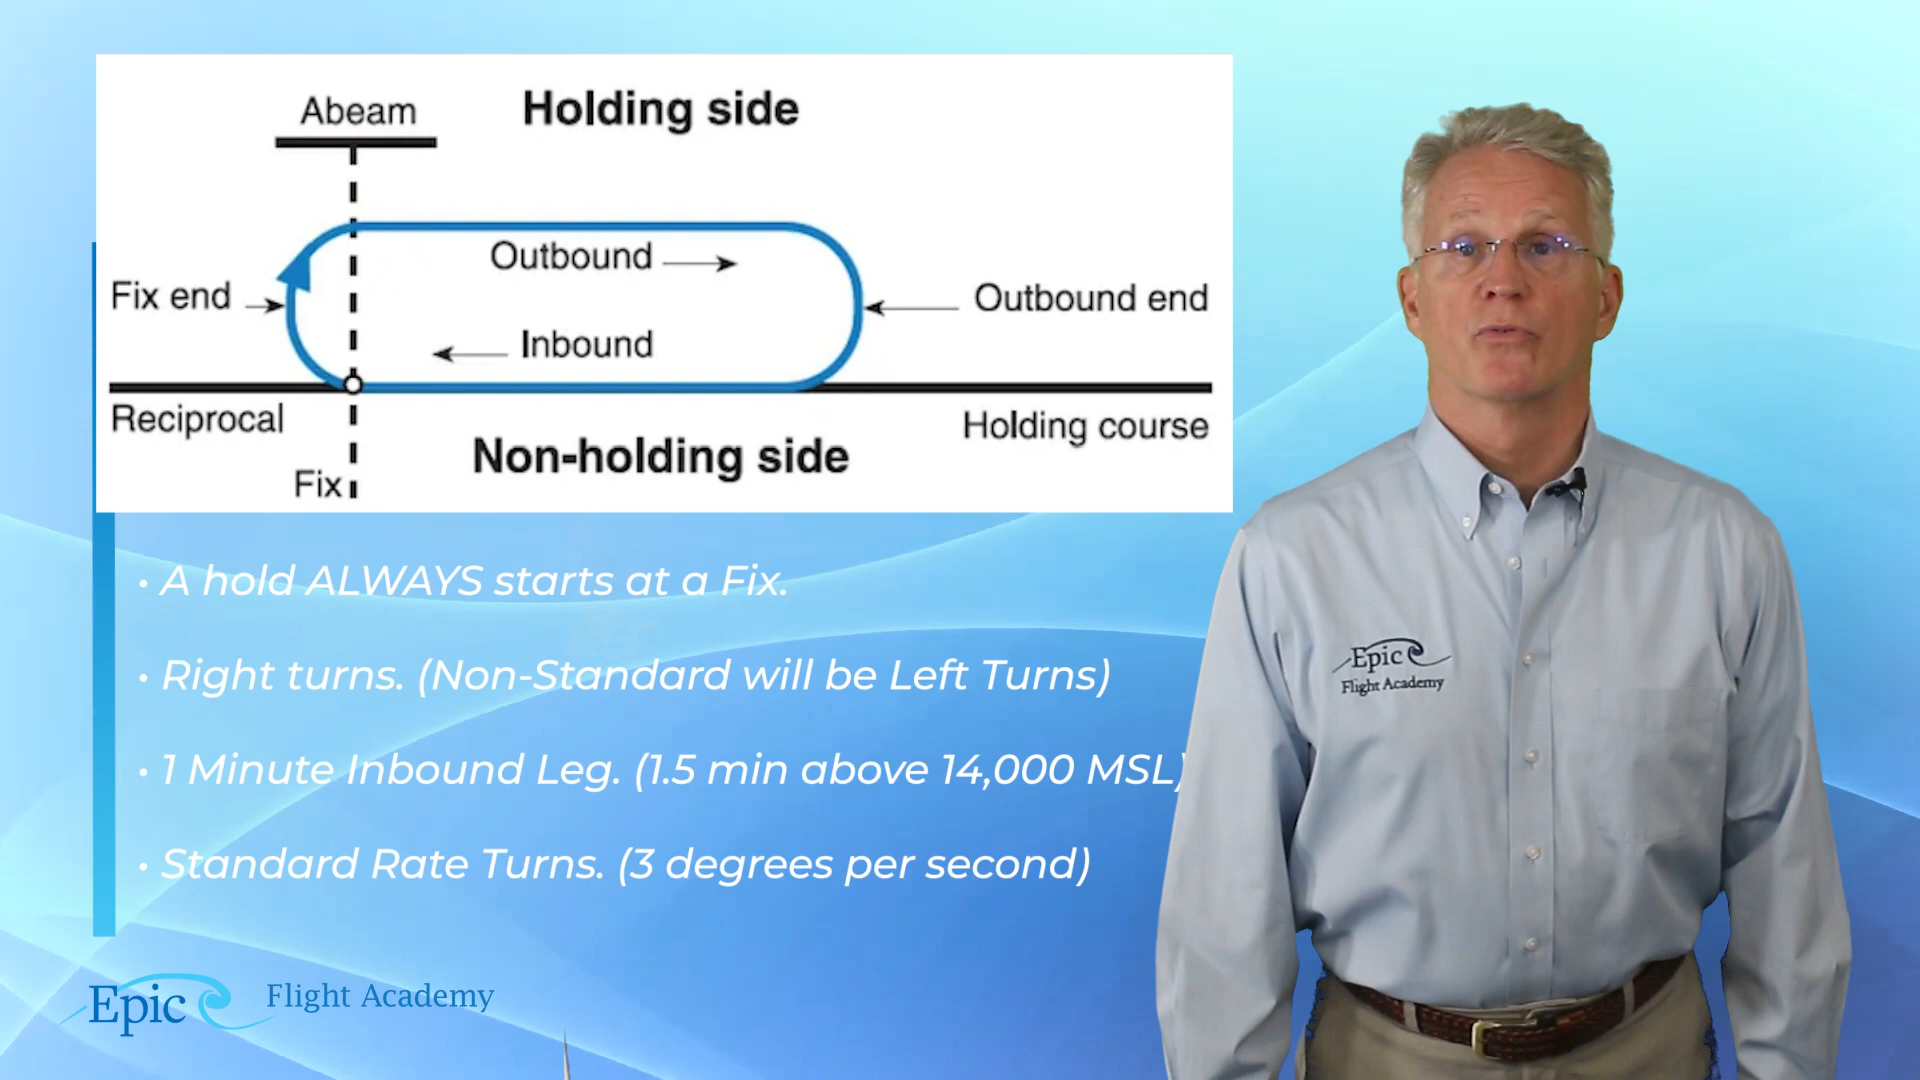 Abeam
Holding side
Outbound
Fix end
Outbound end
Inbound
Reciprocal
Holding course
Non-holding side
Fix
• A hold ALWAYS starts at a Fix.
• Right turns. (Non-Standard will be Left Turns)
• 1 Minute Inbound Leg. (1.5 min above 14,000 MSL)
• Standard Rate Turns. (3 degrees per second)
Epic
Flight Academy
Epic Flight Academy